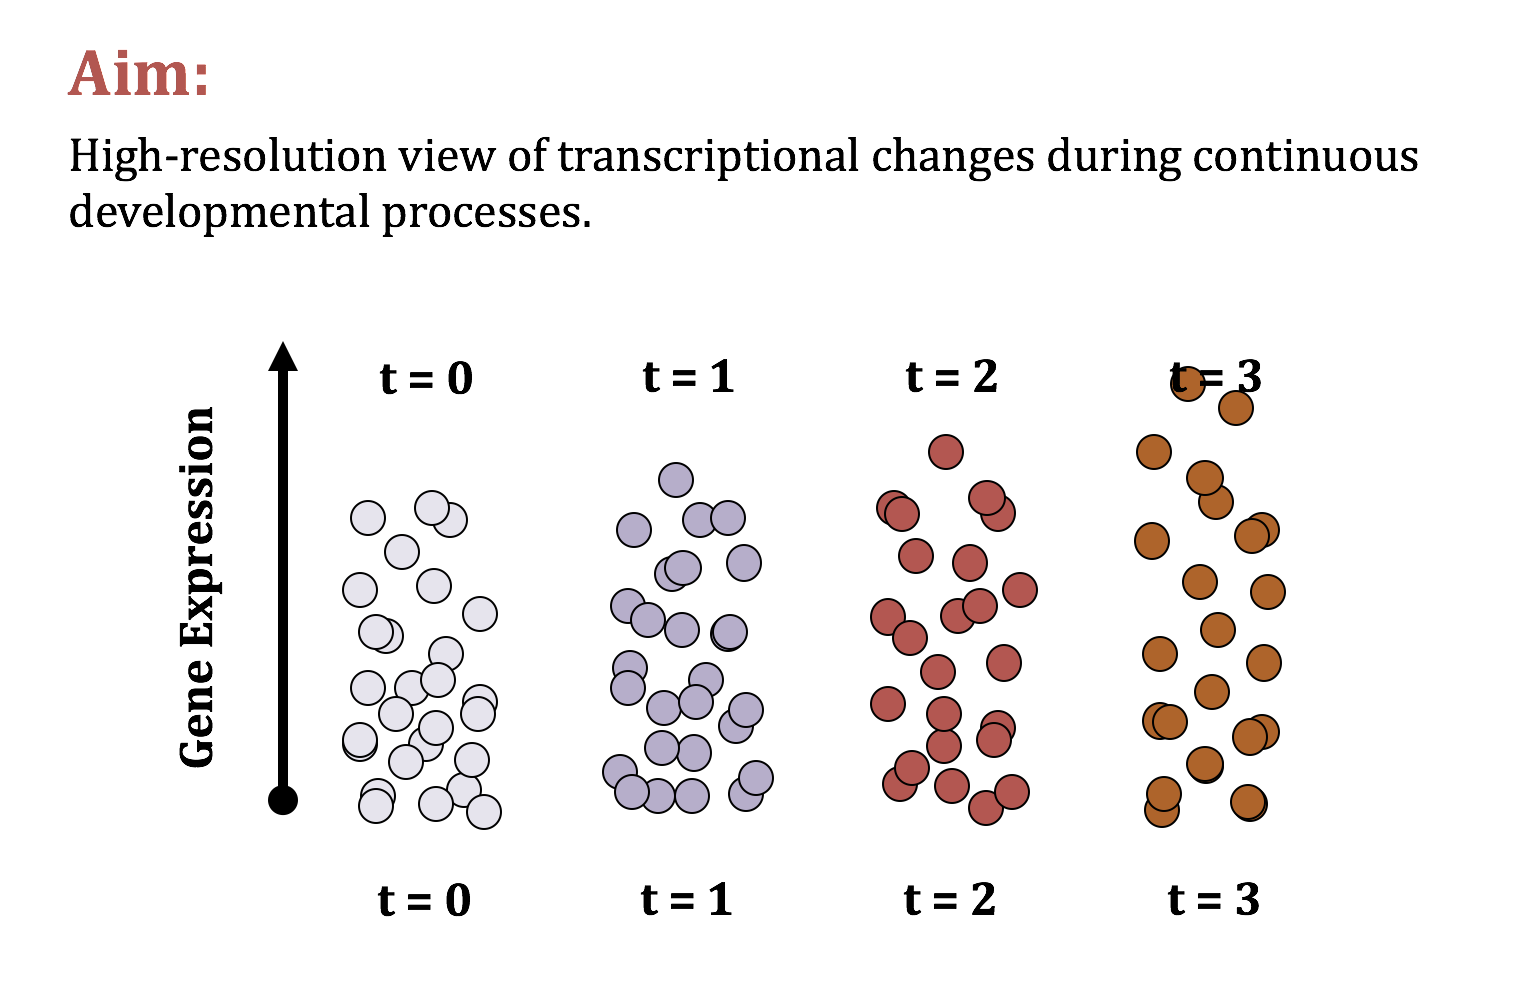 Aim:
High-resolution view of transcriptional changes during continuous
developmental processes.
Gene Expression
t = 0
t = 1
t = 2
t = 3
t = 0
t = 1
t = 2
t = 3